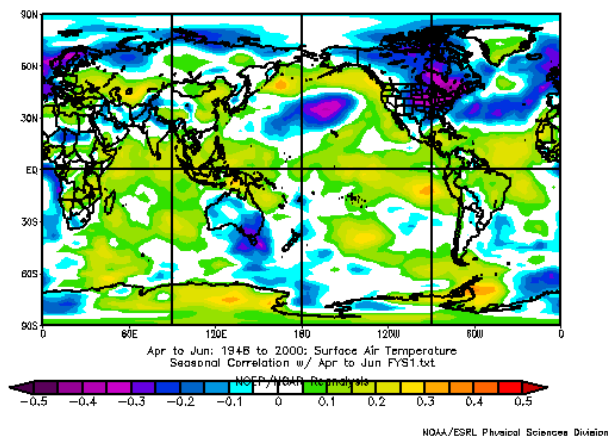 90N
60N
30N
EQ
30S
60S
90S
0 60E 120E 180 120W 60W 0
Apr to Jun: 1948 to 2000: Surface Air Temperature
Seasonal Correlation w/ Apr to Jun FYS1.txt
NCEP/NCAR Reanalysis
-0.5 -0.4 -0.3 -0.2 -0.1 0 0.1 0.2 0.3 0.4 0.5
NOAA/ESRL Physical Sciences Division